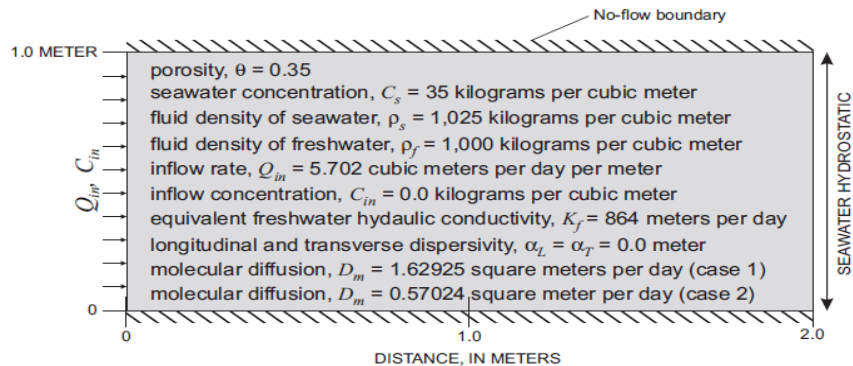 No-flow boundary
1.0 METER
porosity, θ = 0.35
seawater concentration, Cs = 35 kilograms per cubic meter
fluid density of seawater, ρs = 1,025 kilograms per cubic meter
fluid density of freshwater, ρf = 1,000 kilograms per cubic meter
inflow rate, Qin = 5.702 cubic meters per day per meter
inflow concentration, Cin = 0.0 kilograms per cubic meter
equivalent freshwater hydaulic conductivity, Kf = 864 meters per day
longitudinal and transverse dispersivity, αL = αT = 0.0 meter
molecular diffusion, Dm = 1.62925 square meters per day (case 1)
molecular diffusion, Dm = 0.57024 square meter per day (case 2)
Qin, Cin
SEAWATER HYDROSTATIC
0
0 1.0 2.0
DISTANCE, IN METERS